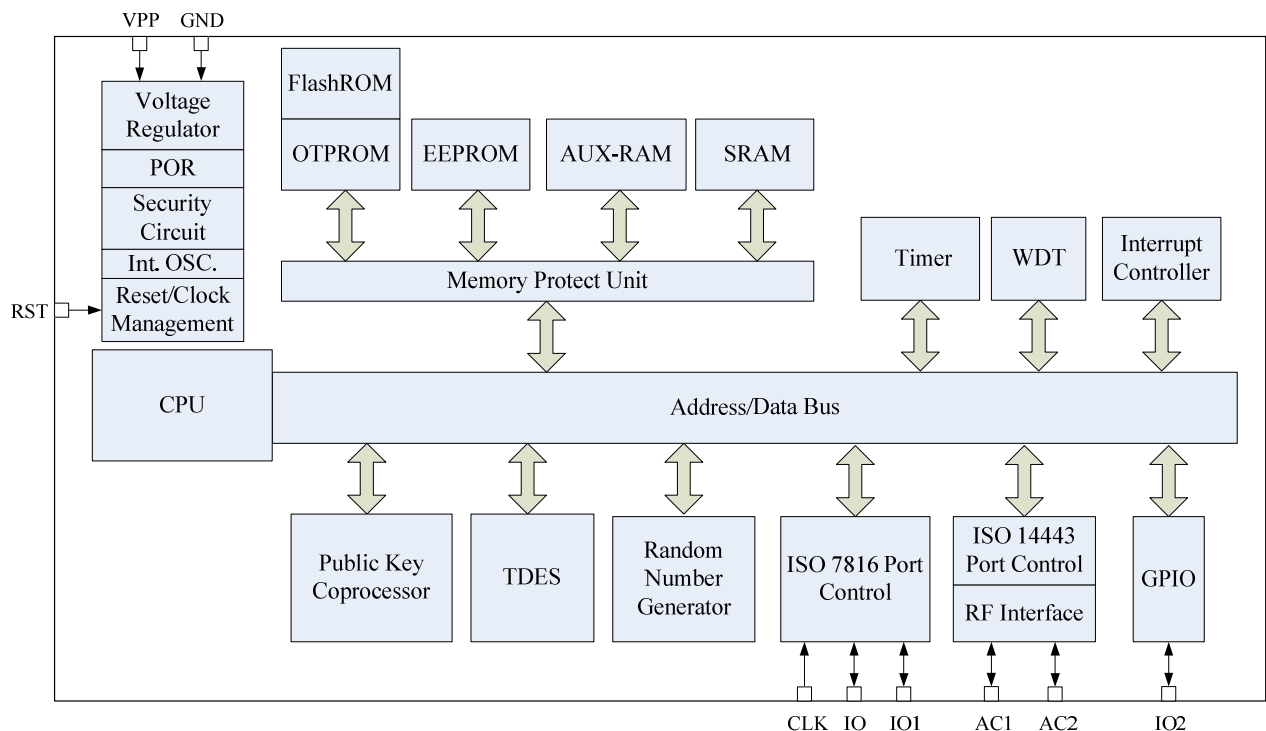 VPP GND
FlashROM
Voltage
Regulator
OTPROM
EEPROM
AUX-RAM
SRAM
POR
Security
Circuit
Int. OSC.
Reset/Clock
Management
RST
Memory Protect Unit
Timer
WDT
Interrupt
Controller
CPU
Address/Data Bus
Public Key
Coprocessor
TDES
Random
Number
Generator
ISO 7816 Port
Control
ISO 14443
Port Control
RF Interface
GPIO
CLK IO IO1 AC1 AC2 IO2